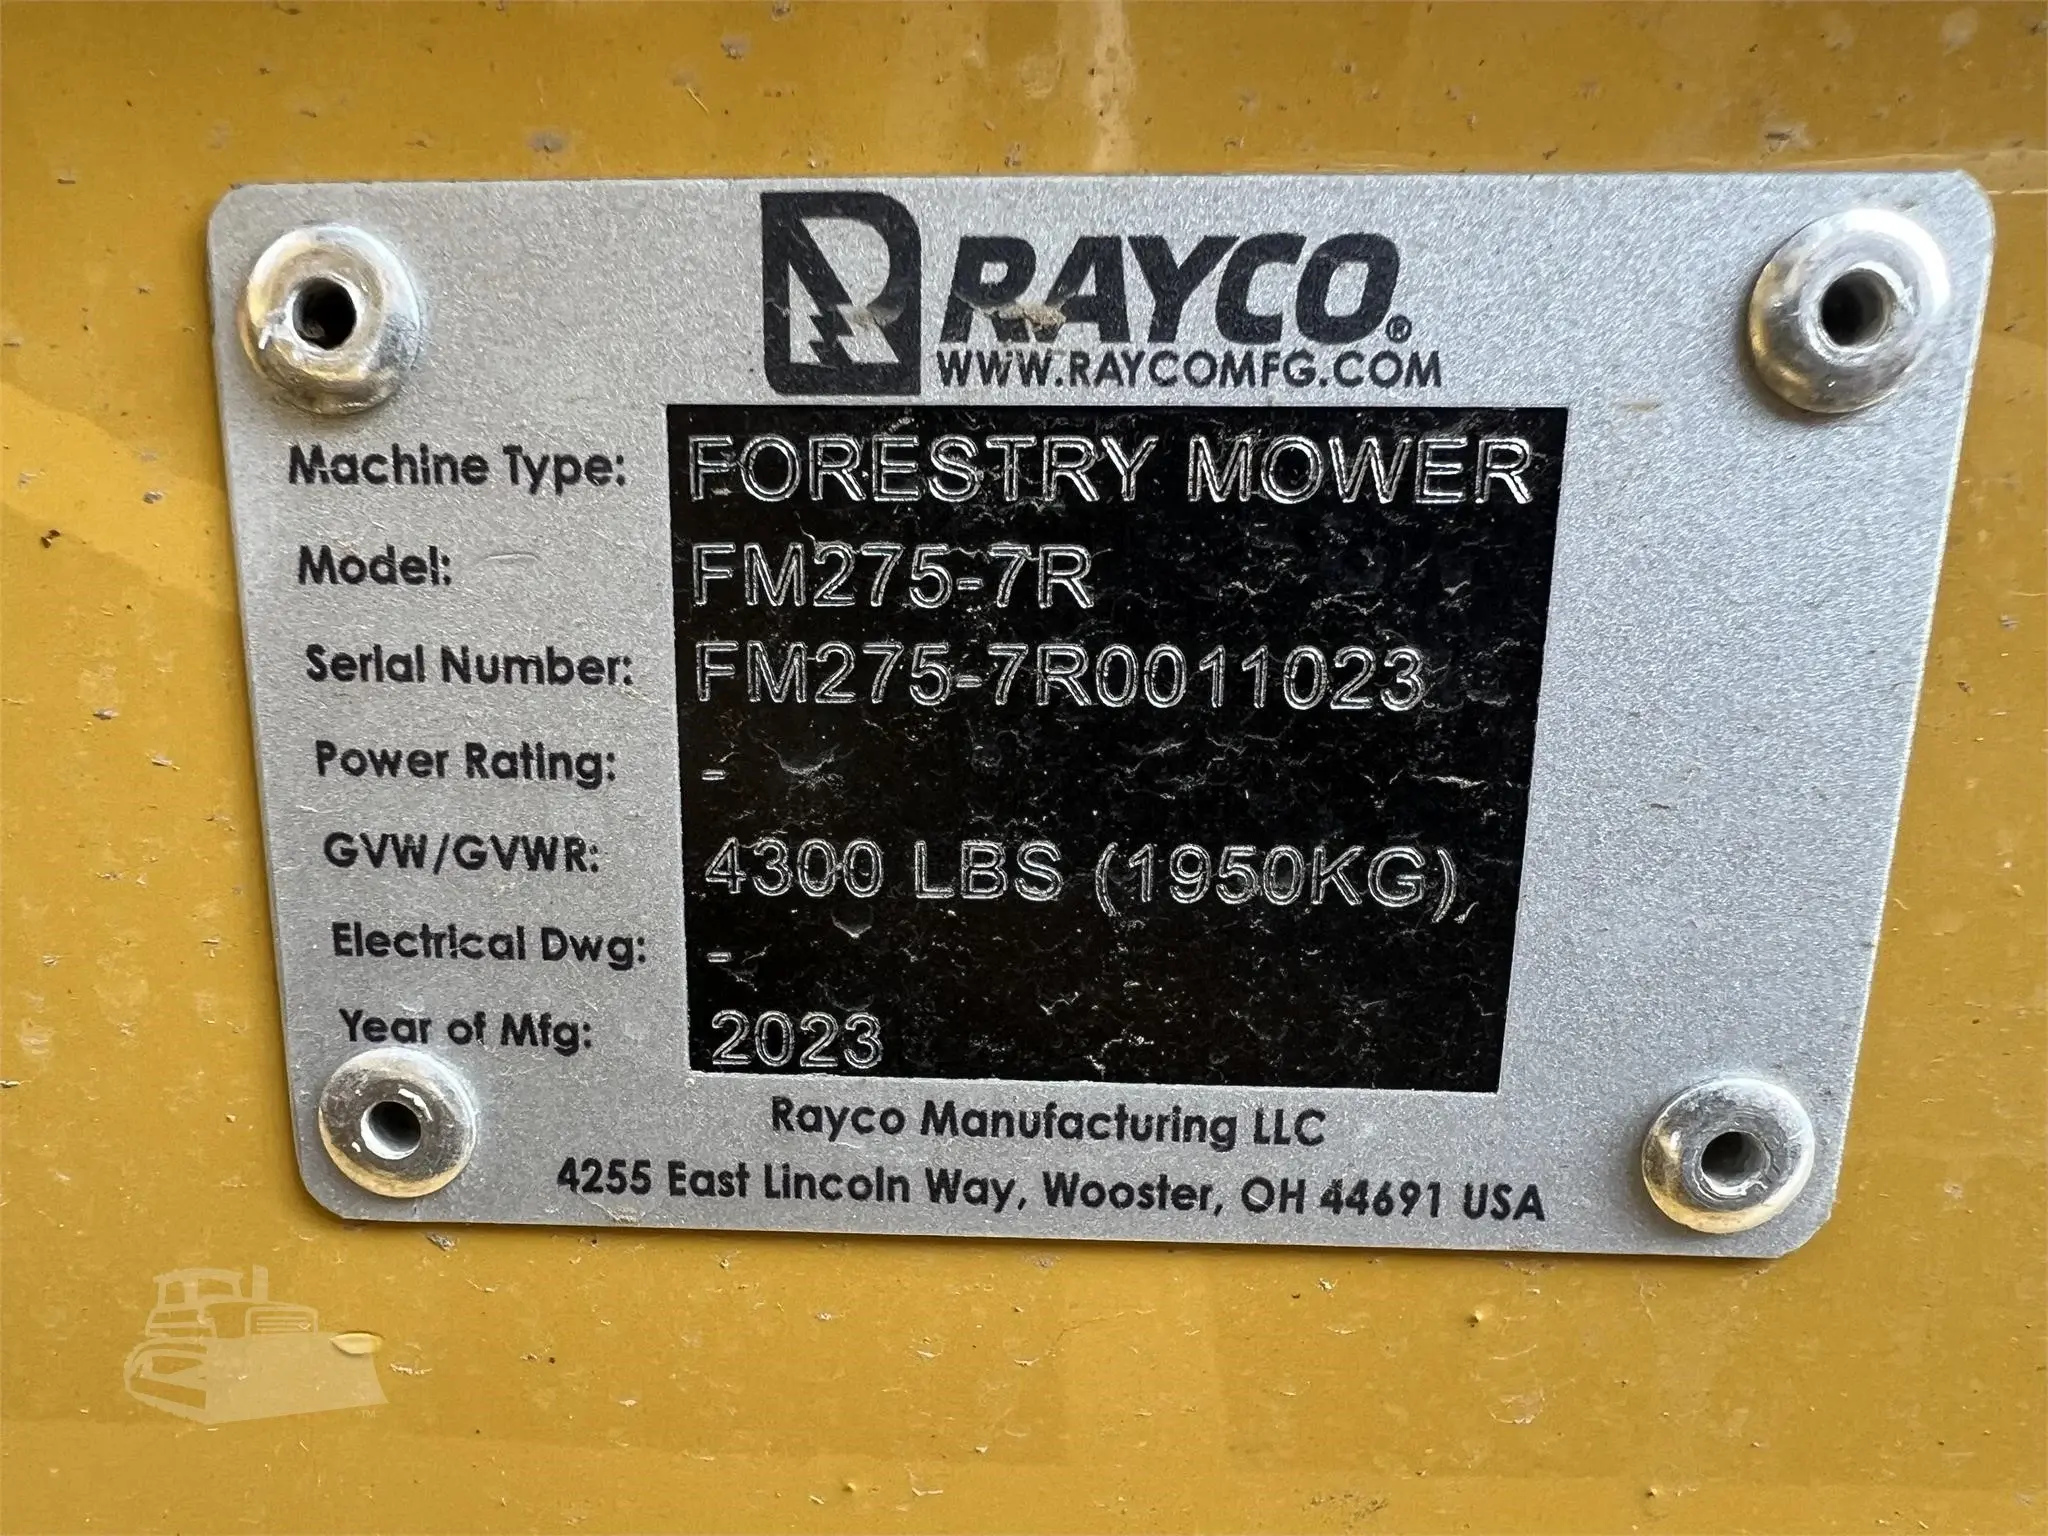 RAYCO®
WWW.RAYCOMFG.COM
Machine Type: FORESTRY MOWER
Model: FM275-7R
Serial Number: FM275-7R0011023
Power Rating: -
GVW/GVWR: 4300 LBS (1950KG)
Electrical Dwg: -
Year of Mfg: 2023
Rayco Manufacturing LLC
4255 East Lincoln Way, Wooster, OH 44691 USA
TM